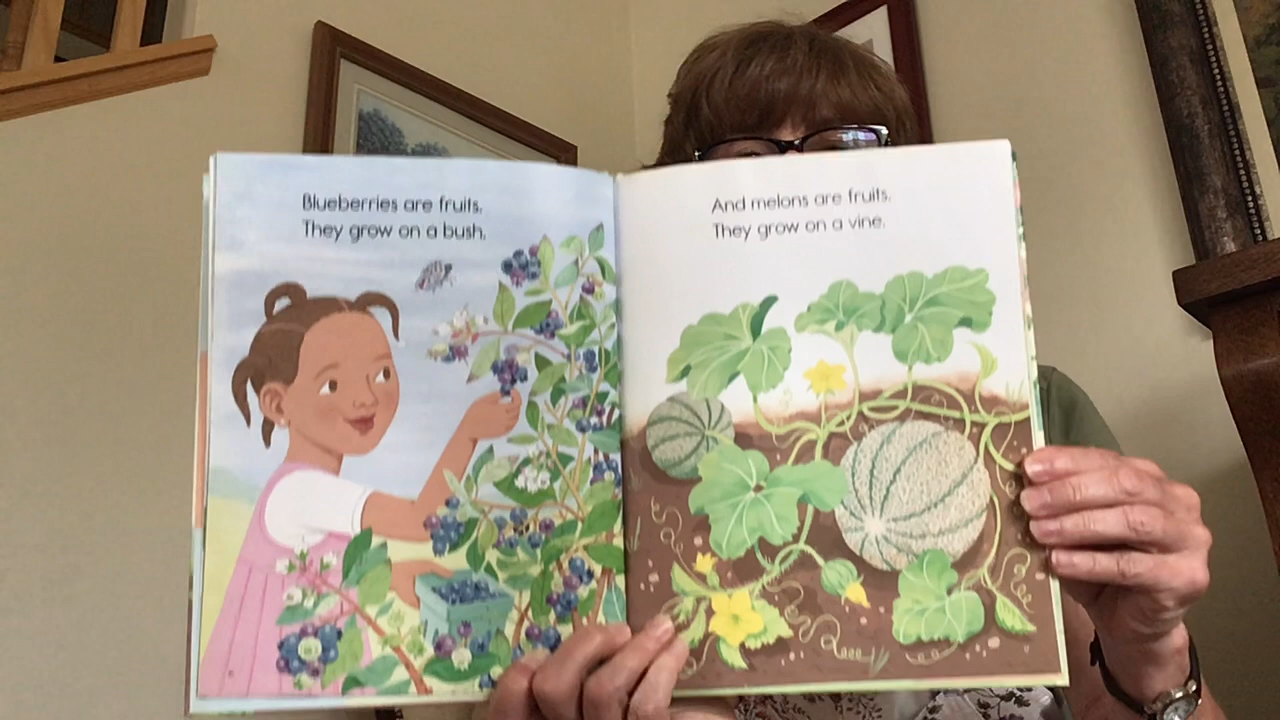 Blueberries are fruits.
They grow on a bush.
And melons are fruits.
They grow on a vine.